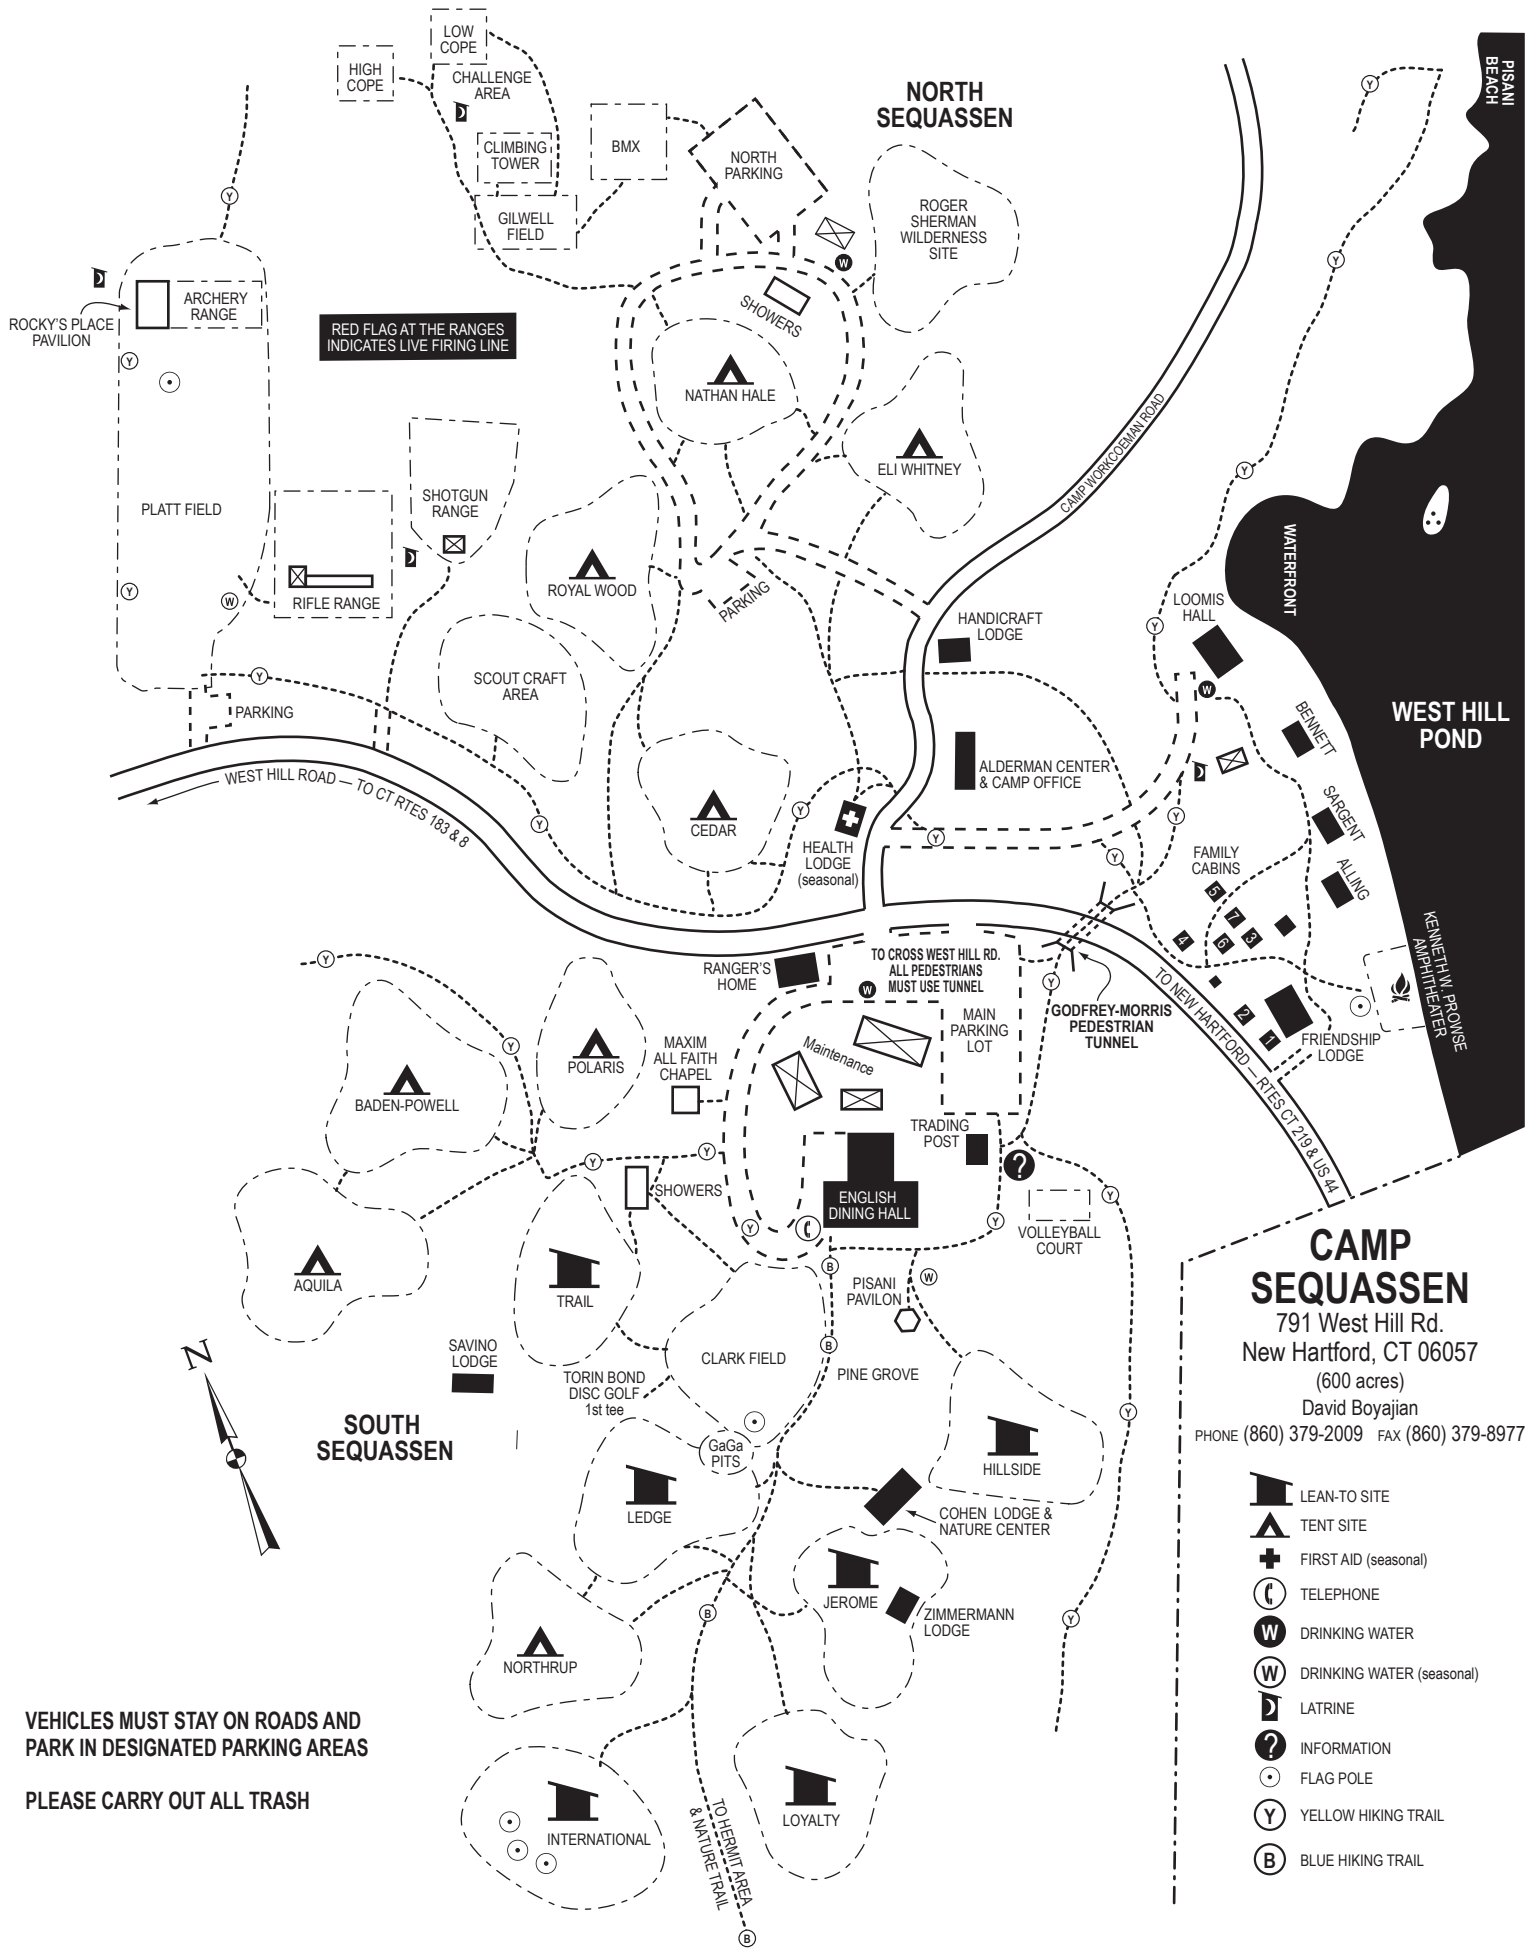 LOW
COPE
HIGH
COPE
CHALLENGE
AREA
CLIMBING
TOWER
BMX
GILWELL
FIELD
NORTH
PARKING
NORTH
SEQUASSEN
ROGER
SHERMAN
WILDERNESS
SITE
W
SHOWERS
Y
PISANI
BEACH
Y
Y
ARCHERY
RANGE
ROCKY'S PLACE
PAVILION
Y
RED FLAG AT THE RANGES
INDICATES LIVE FIRING LINE
NATHAN HALE
ELI WHITNEY
CAMP WORKCOEMAN ROAD
Y
PLATT FIELD
SHOTGUN
RANGE
RIFLE RANGE
Y
W
ROYAL WOOD
PARKING
SCOUT CRAFT
AREA
Y
PARKING
WATERFRONT
LOOMIS
HALL
Y
HANDICRAFT
LODGE
W
WEST HILL
POND
BENNETT
SARGENT
ALLING
ALDERMAN CENTER
& CAMP OFFICE
WEST HILL ROAD — TO CT RTES 183 & 8
Y
CEDAR
Y
HEALTH
LODGE
(seasonal)
Y
Y
Y
FAMILY
CABINS
5
7
3
6
4
2
1
KENNETH W. PROWSE
AMPHITHEATER
FRIENDSHIP
LODGE
TO NEW HARTFORD — RTES CT 219 & US 44
RANGER'S
HOME
TO CROSS WEST HILL RD.
ALL PEDESTRIANS
MUST USE TUNNEL
W
Y
GODFREY-MORRIS
PEDESTRIAN
TUNNEL
MAIN
PARKING
LOT
Maintenance
MAXIM
ALL FAITH
CHAPEL
Y
Y
POLARIS
BADEN-POWELL
TRADING
POST
?
Y
Y
SHOWERS
ENGLISH
DINING HALL
Y
Y
Y
VOLLEYBALL
COURT
AQUILA
TRAIL
B
PISANI
PAVILON
W
SAVINO
LODGE
CLARK FIELD
B
PINE GROVE
TORIN BOND
DISC GOLF
1st tee
Y
N
SOUTH
SEQUASSEN
GaGa
PITS
LEDGE
HILLSIDE
COHEN LODGE &
NATURE CENTER
JEROME
ZIMMERMANN
LODGE
B
Y
NORTHRUP
INTERNATIONAL
LOYALTY
TO HERMIT AREA
& NATURE TRAIL
B
VEHICLES MUST STAY ON ROADS AND
PARK IN DESIGNATED PARKING AREAS
PLEASE CARRY OUT ALL TRASH
CAMP
SEQUASSEN
791 West Hill Rd.
New Hartford, CT 06057
(600 acres)
David Boyajian
PHONE (860) 379-2009 FAX (860) 379-8977
LEAN-TO SITE
TENT SITE
FIRST AID (seasonal)
TELEPHONE
W DRINKING WATER
W DRINKING WATER (seasonal)
LATRINE
? INFORMATION
FLAG POLE
Y YELLOW HIKING TRAIL
B BLUE HIKING TRAIL